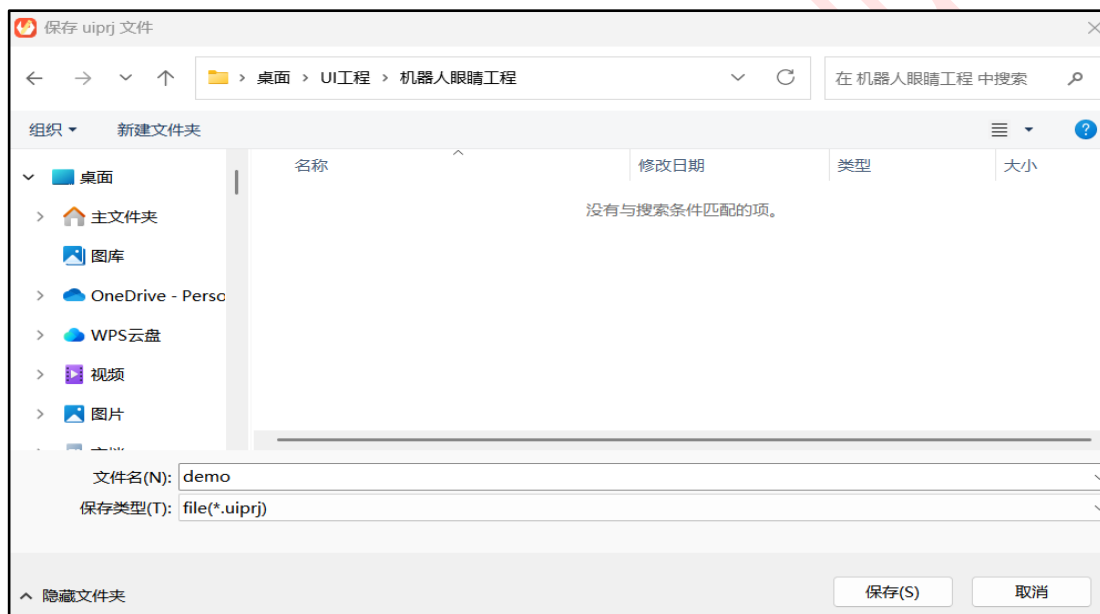 保存 uiprj 文件
桌面 > UI工程 > 机器人眼睛工程
在 机器人眼睛工程 中搜索
组织
新建文件夹
名称
修改日期
类型
大小
桌面
没有与搜索条件匹配的项。
主文件夹
图库
OneDrive - Perso
WPS云盘
视频
图片
文件名(N): demo
保存类型(T): file(*.uiprj)
隐藏文件夹
保存(S)
取消